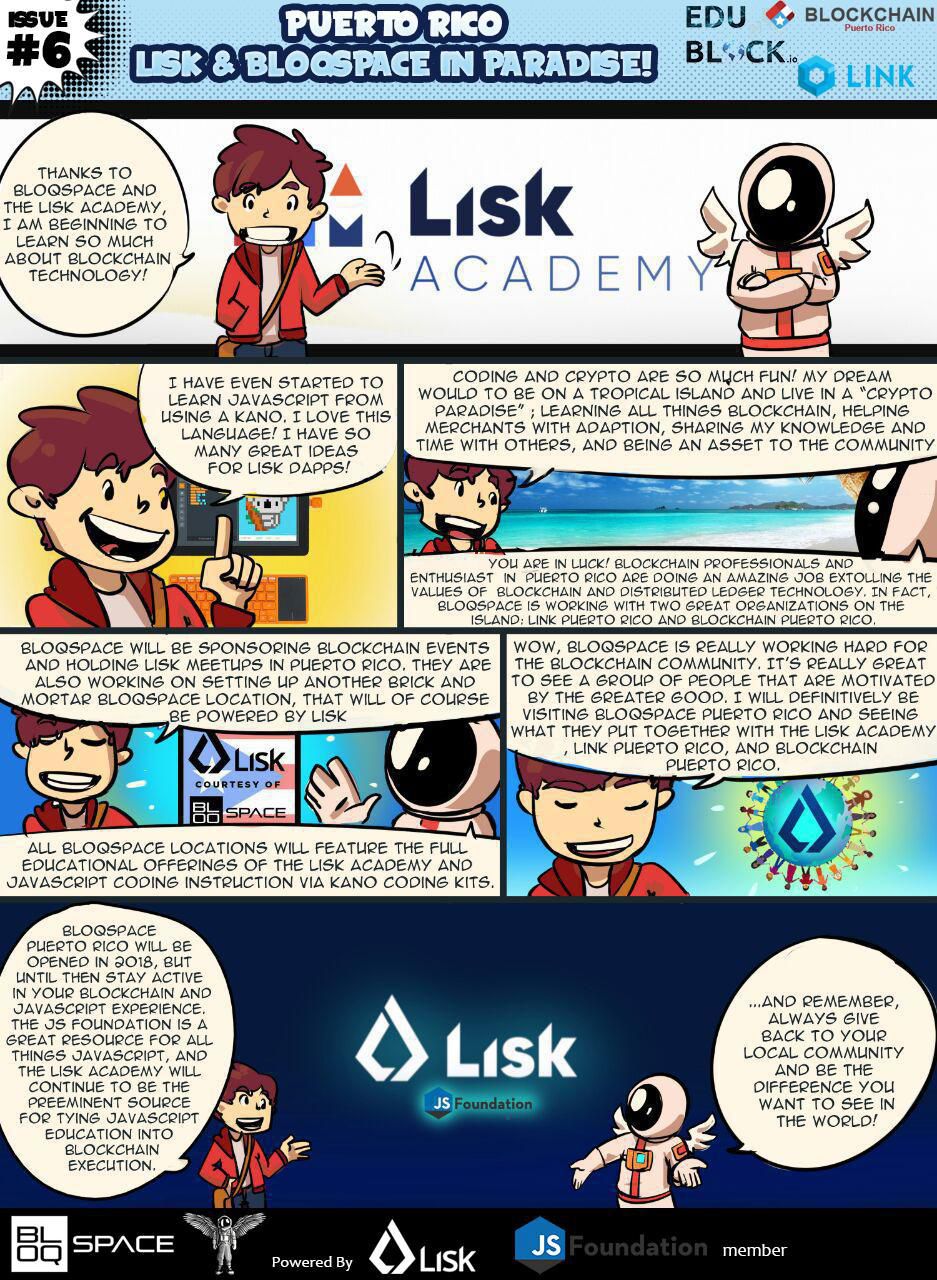 ISSUE
#6
PUERTO RICO
LISK & BLOQSPACE IN PARADISE!
EDU
BLOCK.io
BLOCKCHAIN
Puerto Rico
LINK
THANKS TO
BLOQSPACE AND
THE LISK ACADEMY,
I AM BEGINNING TO
LEARN SO MUCH
ABOUT BLOCKCHAIN
TECHNOLOGY!
Lisk
ACADEMY
I HAVE EVEN STARTED TO
LEARN JAVASCRIPT FROM
USING A KANO. I LOVE THIS
LANGUAGE! I HAVE SO
MANY GREAT IDEAS
FOR LISK DAPPS!
CODING AND CRYPTO ARE SO MUCH FUN! MY DREAM
WOULD TO BE ON A TROPICAL ISLAND AND LIVE IN A "CRYPTO
PARADISE" ; LEARNING ALL THINGS BLOCKCHAIN, HELPING
MERCHANTS WITH ADAPTION, SHARING MY KNOWLEDGE AND
TIME WITH OTHERS, AND BEING AN ASSET TO THE COMMUNITY
YOU ARE IN LUCK! BLOCKCHAIN PROFESSIONALS AND
ENTHUSIAST IN PUERTO RICO ARE DOING AN AMAZING JOB EXTOLLING THE
VALUES OF BLOCKCHAIN AND DISTRIBUTED LEDGER TECHNOLOGY. IN FACT,
BLOQSPACE IS WORKING WITH TWO GREAT ORGANIZATIONS ON THE
ISLAND: LINK PUERTO RICO AND BLOCKCHAIN PUERTO RICO.
BLOQSPACE WILL BE SPONSORING BLOCKCHAIN EVENTS
AND HOLDING LISK MEETUPS IN PUERTO RICO. THEY ARE
ALSO WORKING ON SETTING UP ANOTHER BRICK AND
MORTAR BLOQSPACE LOCATION, THAT WILL OF COURSE
BE POWERED BY LISK
LISK
COURTESY OF
BLOQ SPACE
ALL BLOQSPACE LOCATIONS WILL FEATURE THE FULL
EDUCATIONAL OFFERINGS OF THE LISK ACADEMY AND
JAVASCRIPT CODING INSTRUCTION VIA KANO CODING KITS.
WOW, BLOQSPACE IS REALLY WORKING HARD FOR
THE BLOCKCHAIN COMMUNITY. IT'S REALLY GREAT
TO SEE A GROUP OF PEOPLE THAT ARE MOTIVATED
BY THE GREATER GOOD. I WILL DEFINITIVELY BE
VISITING BLOQSPACE PUERTO RICO AND SEEING
WHAT THEY PUT TOGETHER WITH THE LISK ACADEMY
, LINK PUERTO RICO, AND BLOCKCHAIN
PUERTO RICO.
BLOQSPACE
PUERTO RICO WILL BE
OPENED IN 2018, BUT
UNTIL THEN STAY ACTIVE
IN YOUR BLOCKCHAIN AND
JAVASCRIPT EXPERIENCE.
THE JS FOUNDATION IS A
GREAT RESOURCE FOR ALL
THINGS JAVASCRIPT, AND
THE LISK ACADEMY WILL
CONTINUE TO BE THE
PREEMINENT SOURCE
FOR TYING JAVASCRIPT
EDUCATION INTO
BLOCKCHAIN
EXECUTION.
Lisk
JS Foundation
...AND REMEMBER,
ALWAYS GIVE
BACK TO YOUR
LOCAL COMMUNITY
AND BE THE
DIFFERENCE YOU
WANT TO SEE IN
THE WORLD!
BLOQ SPACE
Powered By
LISK
JS Foundation member